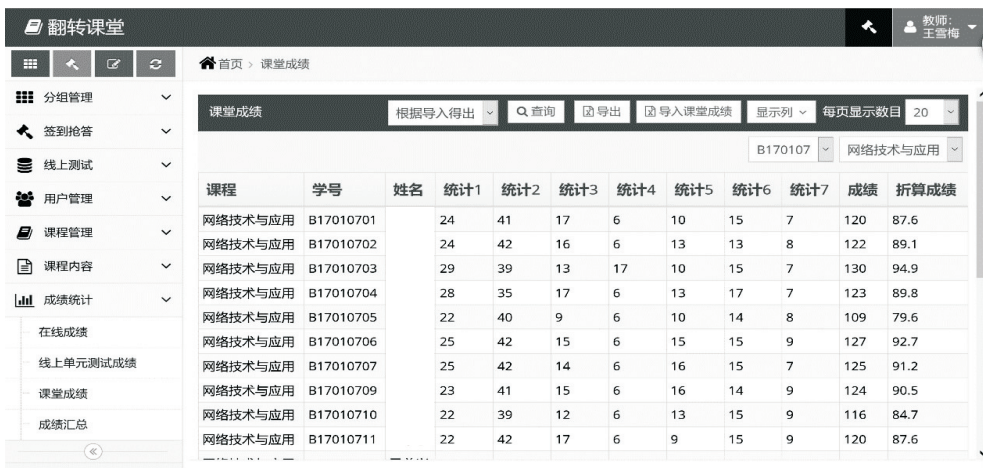 翻转课堂
教师:
王雪梅
首页 > 课堂成绩
分组管理
签到抢答
线上测试
用户管理
课程管理
课程内容
成绩统计
在线成绩
线上单元测试成绩
课堂成绩
成绩汇总
课堂成绩 根据导入得出 查询 导出 导入课堂成绩 显示列 每页显示数目 20
B170107 网络技术与应用
课程 学号 姓名 统计1 统计2 统计3 统计4 统计5 统计6 统计7 成绩 折算成绩
网络技术与应用 B17010701 24 41 17 6 10 15 7 120 87.6
网络技术与应用 B17010702 24 42 16 6 13 13 8 122 89.1
网络技术与应用 B17010703 29 39 13 17 10 15 7 130 94.9
网络技术与应用 B17010704 28 35 17 6 13 17 7 123 89.8
网络技术与应用 B17010705 22 40 9 6 10 14 8 109 79.6
网络技术与应用 B17010706 25 42 15 6 15 15 9 127 92.7
网络技术与应用 B17010707 25 42 14 6 16 15 7 125 91.2
网络技术与应用 B17010709 23 41 15 6 16 14 9 124 90.5
网络技术与应用 B17010710 22 39 12 6 13 15 9 116 84.7
网络技术与应用 B17010711 22 42 17 6 9 15 9 120 87.6